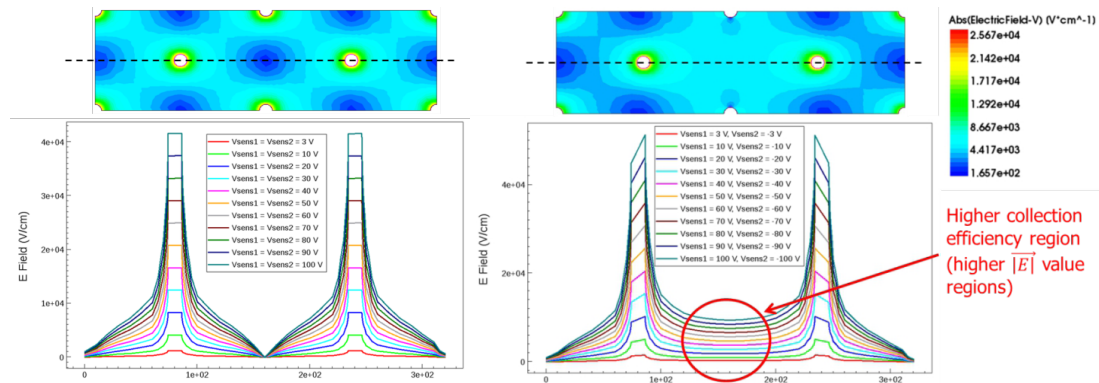 Abs(ElectricField-V) (V*cm^-1)
2.567e+04
2.142e+04
1.717e+04
1.292e+04
8.667e+03
4.417e+03
1.657e+02
4e+04
3e+04
2e+04
1e+04
0
E Field (V/cm)
Vsens1 = Vsens2 = 3 V
Vsens1 = Vsens2 = 10 V
Vsens1 = Vsens2 = 20 V
Vsens1 = Vsens2 = 30 V
Vsens1 = Vsens2 = 40 V
Vsens1 = Vsens2 = 50 V
Vsens1 = Vsens2 = 60 V
Vsens1 = Vsens2 = 70 V
Vsens1 = Vsens2 = 80 V
Vsens1 = Vsens2 = 90 V
Vsens1 = Vsens2 = 100 V
0 1e+02 2e+02 3e+02
4e+04
2e+04
0
E Field (V/cm)
Vsens1 = 3 V, Vsens2 = -3 V
Vsens1 = 10 V, Vsens2 = -10 V
Vsens1 = 20 V, Vsens2 = -20 V
Vsens1 = 30 V, Vsens2 = -30 V
Vsens1 = 40 V, Vsens2 = -40 V
Vsens1 = 50 V, Vsens2 = -50 V
Vsens1 = 60 V, Vsens2 = -60 V
Vsens1 = 70 V, Vsens2 = -70 V
Vsens1 = 80 V, Vsens2 = -80 V
Vsens1 = 90 V, Vsens2 = -90 V
Vsens1 = 100 V, Vsens2 = -100 V
0 1e+02 2e+02 3e+02
Higher collection
efficiency region
(higher |E⃗| value
regions)